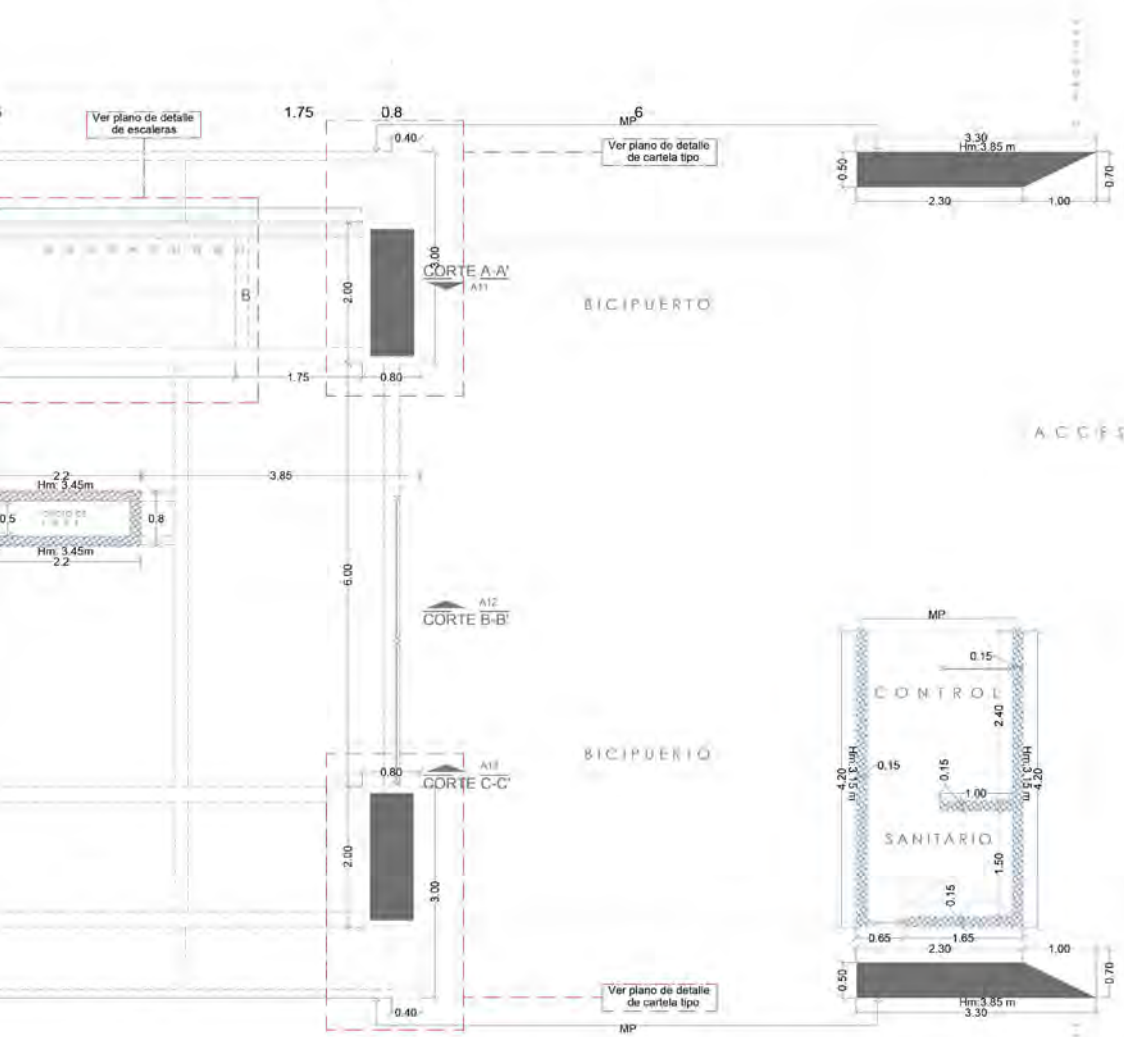 1.75
0.8
6
Ver plano de detalle
de escaleras
MP
0.40
Ver plano de detalle
de cartela tipo
3.30
Hm:3.85 m
0.50
0.70
2.30
1.00
3.00
CORTE A-A'
A11
2.00
B
BICIPUERTO
1.75
0.80
ACCES
2.2
Hm: 3.45m
3.85
0.5
0.8
Hm: 3.45m
2.2
6.00
A12
CORTE B-B'
MP
0.15
CONTROL
2.40
BICIPUERTO
0.80
A13
CORTE C-C'
4.20
Hm:3.15 m
0.15
0.15
1.00
Hm:3.15 m
4.20
SANITARIO
2.00
3.00
1.50
0.15
0.65
1.65
2.30
1.00
0.50
0.70
Ver plano de detalle
de cartela tipo
Hm:3.85 m
3.30
0.40
MP